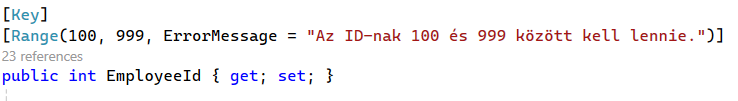 [Key]
[Range(100, 999, ErrorMessage = "Az ID-nak 100 és 999 között kell lennie.")]
23 references
public int EmployeeId { get; set; }